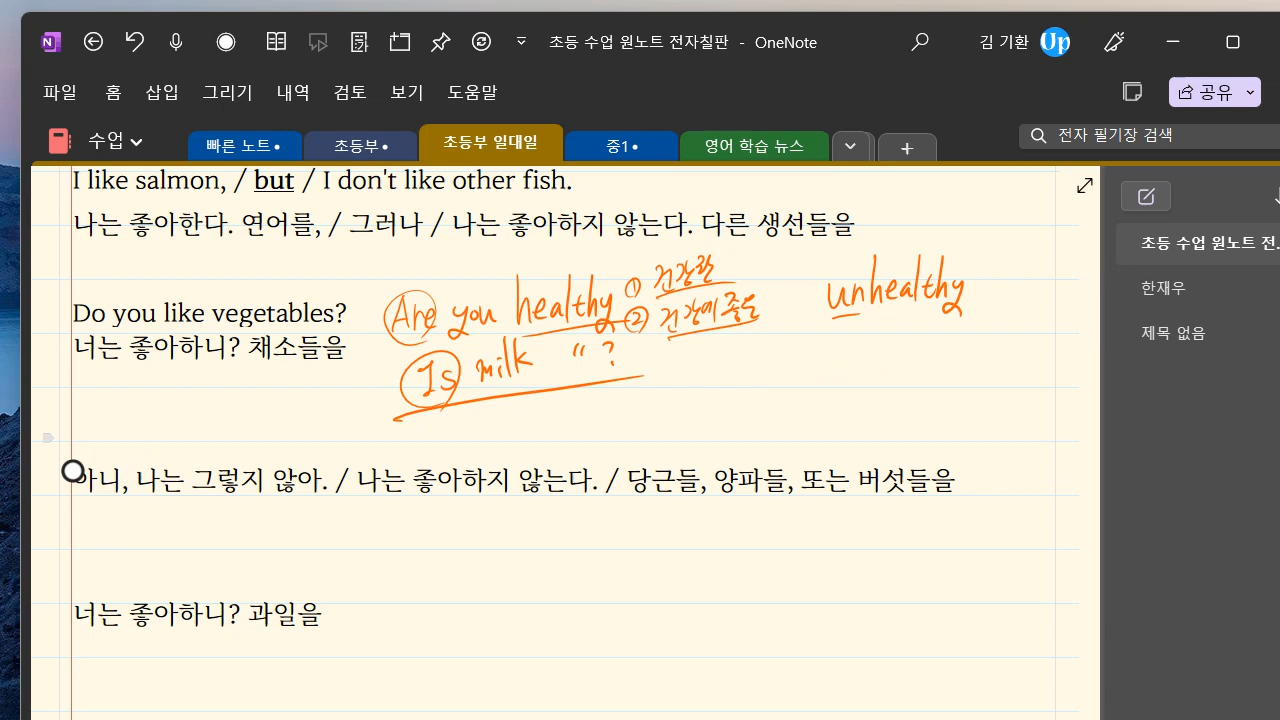 초등 수업 원노트 전자칠판 - OneNote
김 기환
Up
파일 홈 삽입 그리기 내역 검토 보기 도움말
공유
수업
빠른 노트
초등부
초등부 일대일
중1
영어 학습 뉴스
+
전자 필기장 검색
I like salmon, / but / I don't like other fish.
나는 좋아한다. 연어를, / 그러나 / 나는 좋아하지 않는다. 다른 생선들을
Do you like vegetables?
너는 좋아하니? 채소들을
Are you healthy ① 건강한
② 건강에 좋은
unhealthy
Is milk " ?
아니, 나는 그렇지 않아. / 나는 좋아하지 않는다. / 당근들, 양파들, 또는 버섯들을
너는 좋아하니? 과일을
초등 수업 원노트 전...
한재우
제목 없음